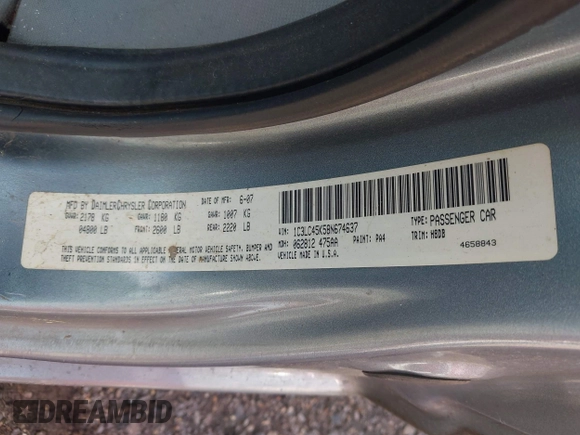 MFD BY DAIMLERCHRYSLER CORPORATION DATE OF MFR: 6-07
GVWR: 2178 KG GAWR: 1180 KG GAWR: 1007 KG
04800 LB FRONT: 2600 LB REAR: 2220 LB
THIS VEHICLE CONFORMS TO ALL APPLICABLE FEDERAL MOTOR VEHICLE SAFETY, BUMPER AND
THEFT PREVENTION STANDARDS IN EFFECT ON THE DATE OF MANUFACTURE SHOWN ABOVE.
VIN: 1C3LC45K58N674637 TYPE: PASSENGER CAR
MDH: 062812 475AA PAINT: PA4 TRIM: H8DB
VEHICLE MADE IN U.S.A. 4658843
DREAMBID